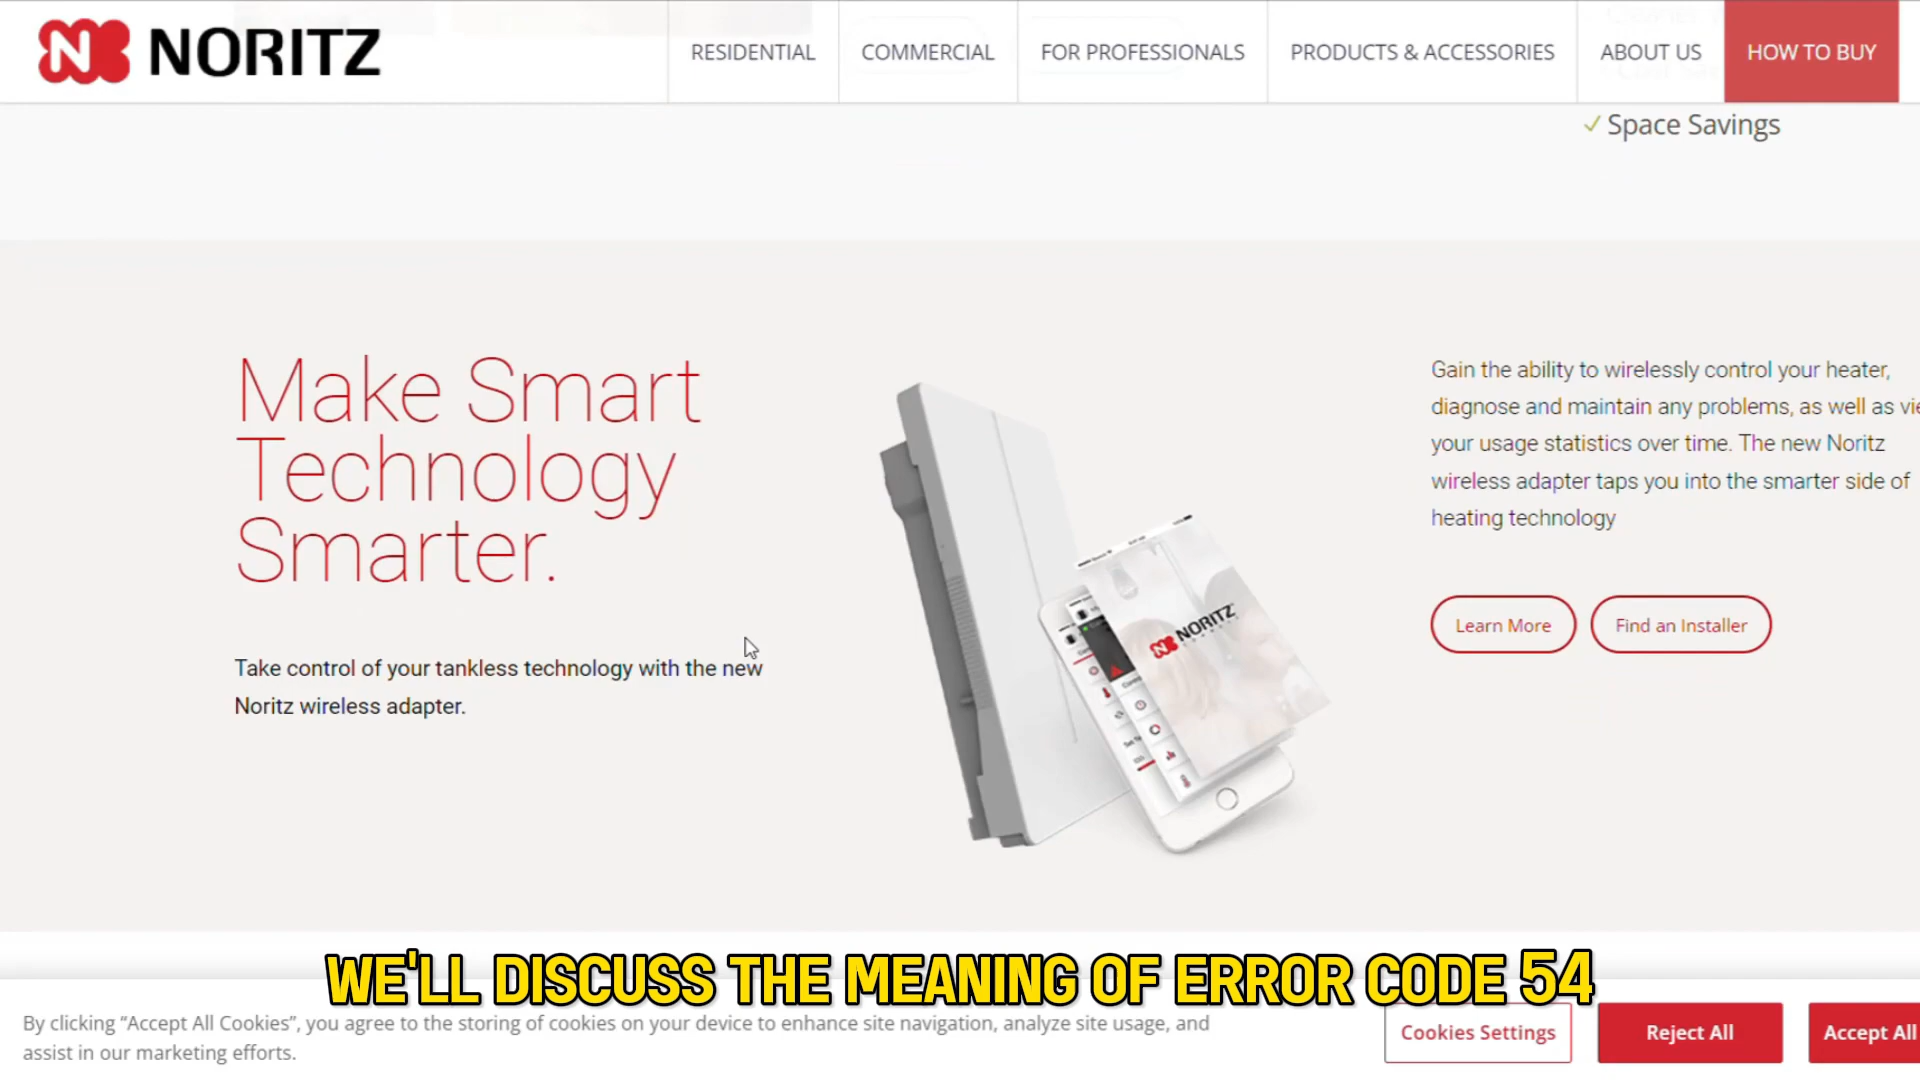 NORITZ
RESIDENTIAL
COMMERCIAL
FOR PROFESSIONALS
PRODUCTS & ACCESSORIES
ABOUT US
HOW TO BUY
✓ Space Savings
Make Smart
Technology
Smarter.
Take control of your tankless technology with the new
Noritz wireless adapter.
NORITZ
Gain the ability to wirelessly control your heater,
diagnose and maintain any problems, as well as
your usage statistics over time. The new Noritz
wireless adapter taps you into the smarter side of
heating technology
Learn More
Find an Installer
WE'LL DISCUSS THE MEANING OF ERROR CODE 54
By clicking “Accept All Cookies”, you agree to the storing of cookies on your device to enhance site navigation, analyze site usage, and
assist in our marketing efforts.
Cookies Settings
Reject All
Accept All